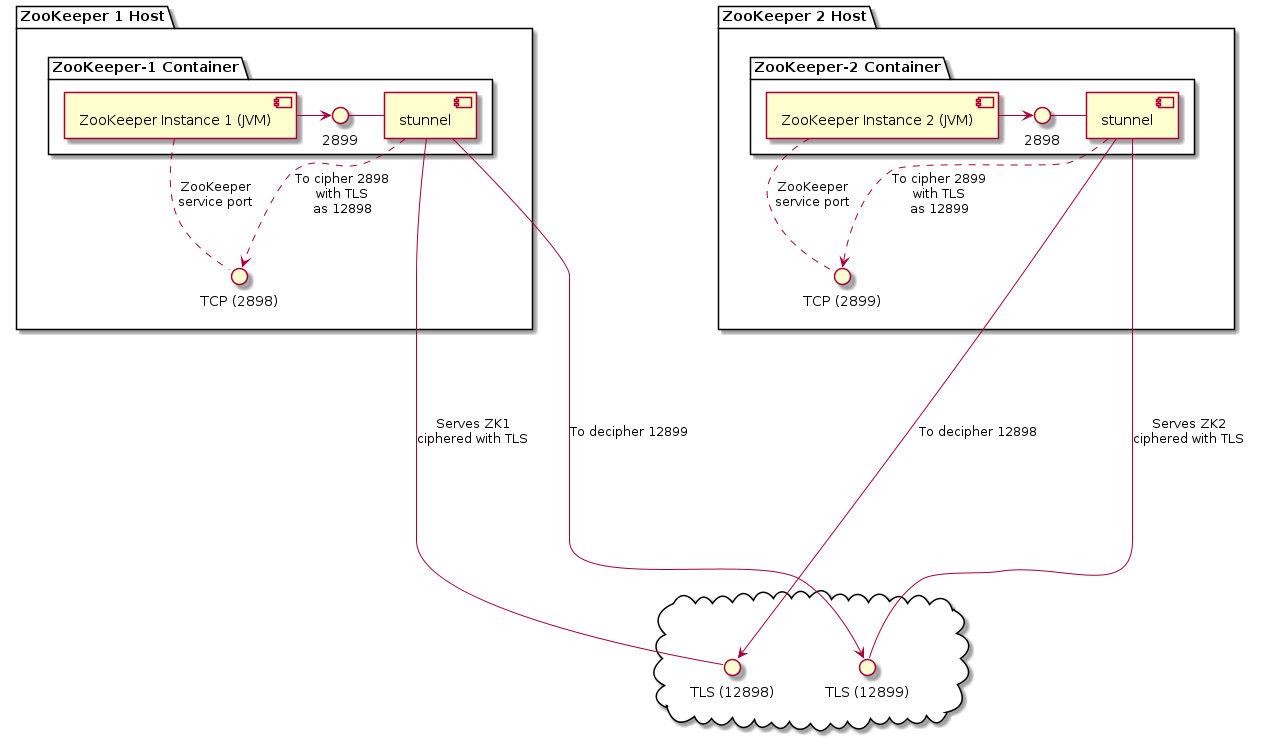 ZooKeeper 1 Host
ZooKeeper 2 Host
ZooKeeper-1 Container
ZooKeeper-2 Container
ZooKeeper Instance 1 (JVM)
stunnel
2899
ZooKeeper Instance 2 (JVM)
stunnel
2898
ZooKeeper
service port
To cipher 2898
with TLS
as 12898
ZooKeeper
service port
To cipher 2899
with TLS
as 12899
TCP (2898)
TCP (2899)
Serves ZK1
ciphered with TLS
To decipher 12899
To decipher 12898
Serves ZK2
ciphered with TLS
TLS (12898)
TLS (12899)